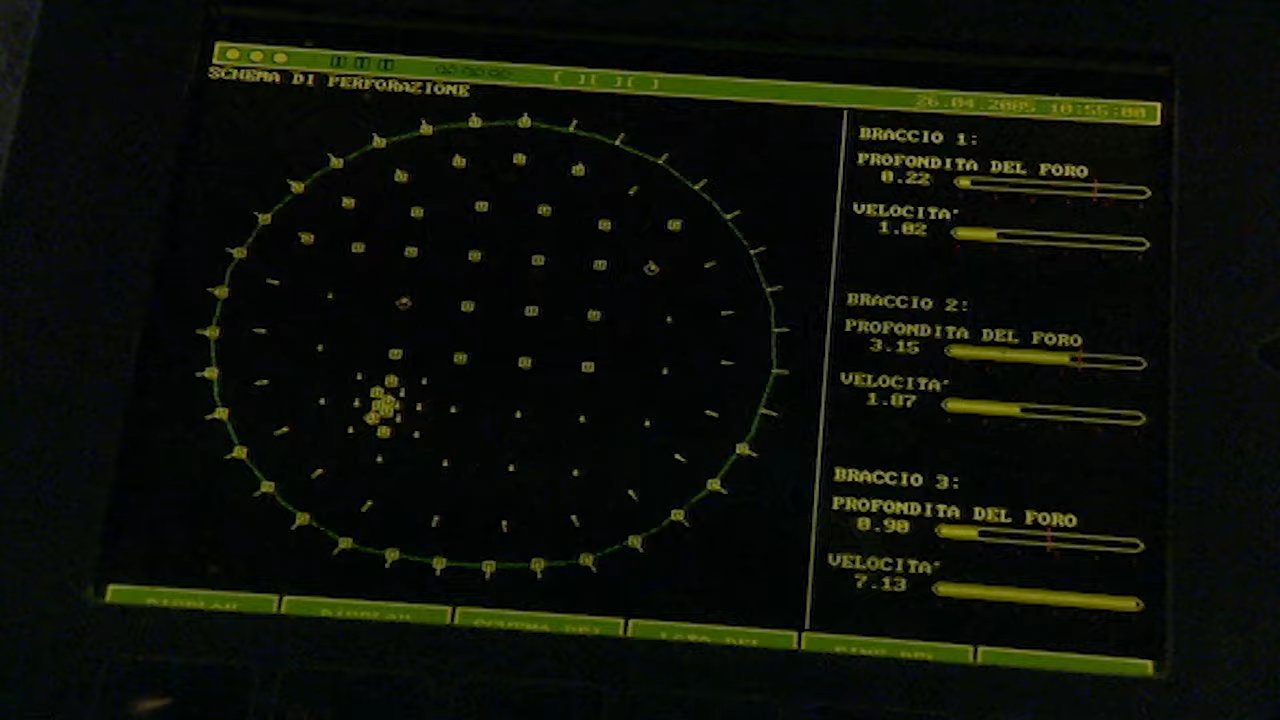 26.04.2005 10:55:00
SCHEMA DI PERFORAZIONE
BRACCIO 1:
PROFONDITA DEL FORO
0.22
VELOCITA'
1.02
BRACCIO 2:
PROFONDITA DEL FORO
3.15
VELOCITA'
1.07
BRACCIO 3:
PROFONDITA DEL FORO
0.90
VELOCITA'
7.13